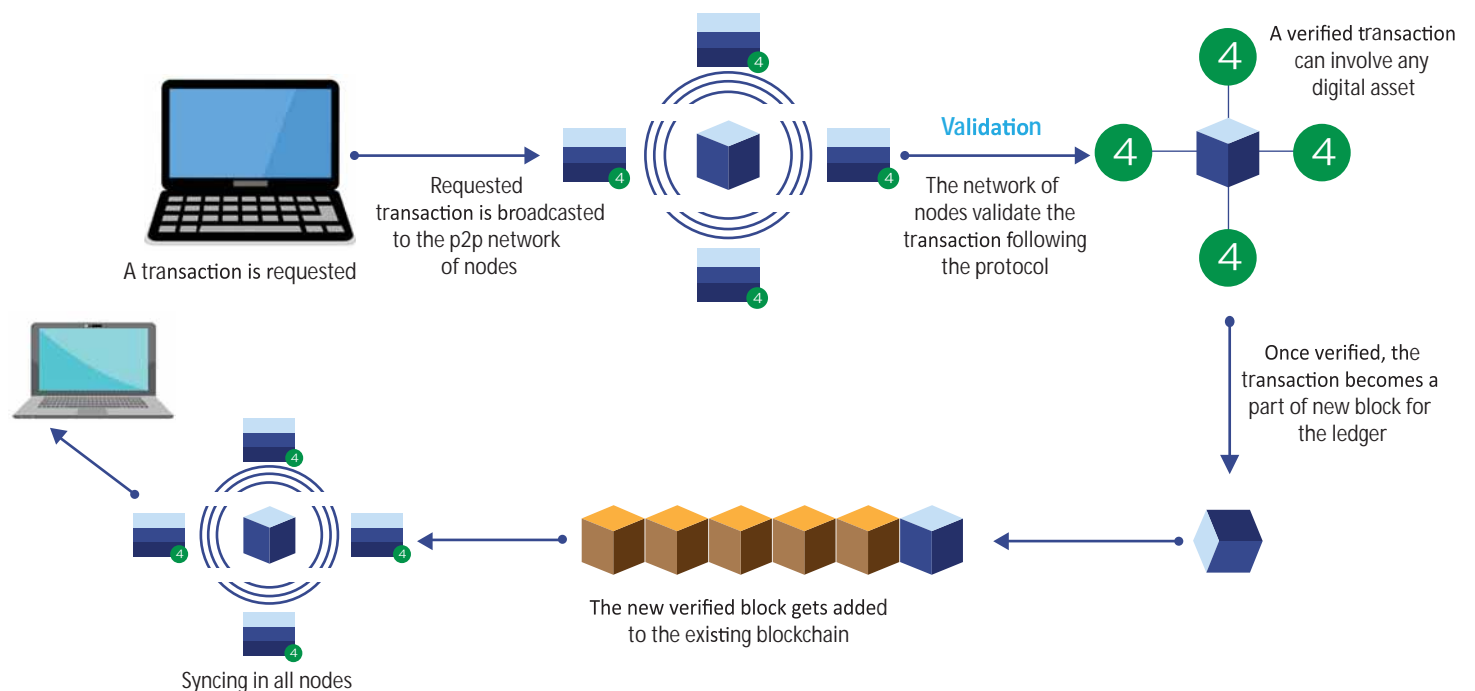 A transaction is requested
Requested
transaction is broadcasted
to the p2p network
of nodes
4
4
4
4
Validation
The network of
nodes validate the
transaction following
the protocol
4
4
4
4
A verified transaction
can involve any
digital asset
Once verified, the
transaction becomes a
part of new block for
the ledger
The new verified block gets added
to the existing blockchain
4
4
4
4
Syncing in all nodes